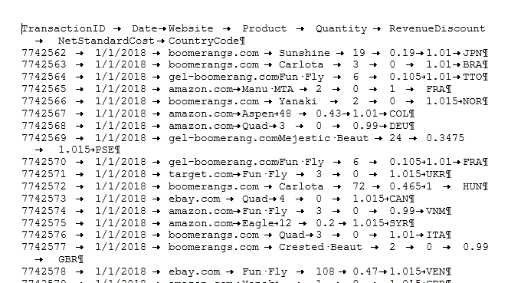 TransactionID → Date→Website → Product → Quantity → RevenueDiscount
→ NetStandardCost→CountryCode¶
7742562 → 1/1/2018 → boomerangs.com → Sunshine → 19 → 0.19→1.01→JPN¶
7742563 → 1/1/2018 → boomerangs.com → Carlota → 3 → 0 → 1.01→BRA¶
7742564 → 1/1/2018 → gel-boomerang.comFun·Fly → 6 → 0.105→1.01→TTO¶
7742565 → 1/1/2018 → amazon.com→Manu·MTA → 2 → 0 → 1 → FRA¶
7742566 → 1/1/2018 → boomerangs.com → Yanaki → 2 → 0 → 1.015→NOR¶
7742567 → 1/1/2018 → amazon.com→Aspen→48 → 0.43→1.01→COL¶
7742568 → 1/1/2018 → amazon.com→Quad→3 → 0 → 0.99→DEU¶
7742569 → 1/1/2018 → gel-boomerang.comMejestic·Beaut → 24 → 0.3475
→ 1.015→PSE¶
7742570 → 1/1/2018 → gel-boomerang.comFun·Fly → 6 → 0.105→1.01→FRA¶
7742571 → 1/1/2018 → target.com→Fun·Fly → 3 → 0 → 1.015→UKR¶
7742572 → 1/1/2018 → boomerangs.com → Carlota → 72 → 0.465→1 → HUN¶
7742573 → 1/1/2018 → ebay.com → Quad→4 → 0 → 1.015→CAN¶
7742574 → 1/1/2018 → amazon.com→Fun·Fly → 3 → 0 → 0.99→VNM¶
7742575 → 1/1/2018 → amazon.com→Eagle→12 → 0.2 → 1.015→SYR¶
7742576 → 1/1/2018 → boomerangs.com → Quad→3 → 0 → 1.01→ITA¶
7742577 → 1/1/2018 → boomerangs.com → Crested·Beaut → 2 → 0 → 0.99
→ GBR¶
7742578 → 1/1/2018 → ebay.com → Fun·Fly → 108 → 0.47→1.015→VEN¶